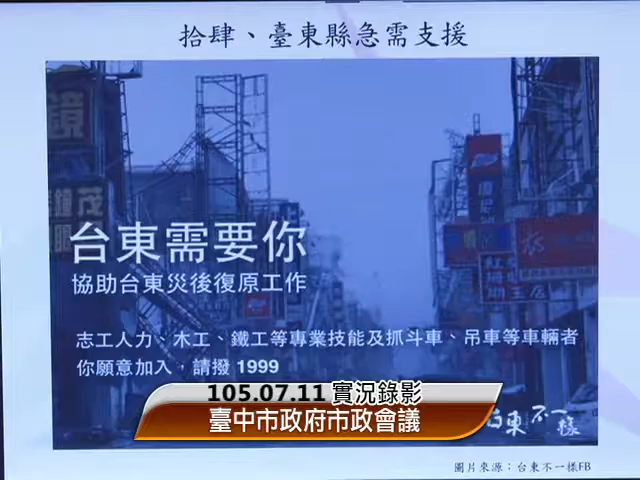 拾肆、臺東縣急需支援
鏡
鐘茂
台東需要你
協助台東災後復原工作
志工人力、木工、鐵工等專業技能及抓斗車、吊車等車輛者
你願意加入，請撥 1999
105.07.11 實況錄影
臺中市政府市政會議
台東不一樣
圖片來源：台東不一樣FB